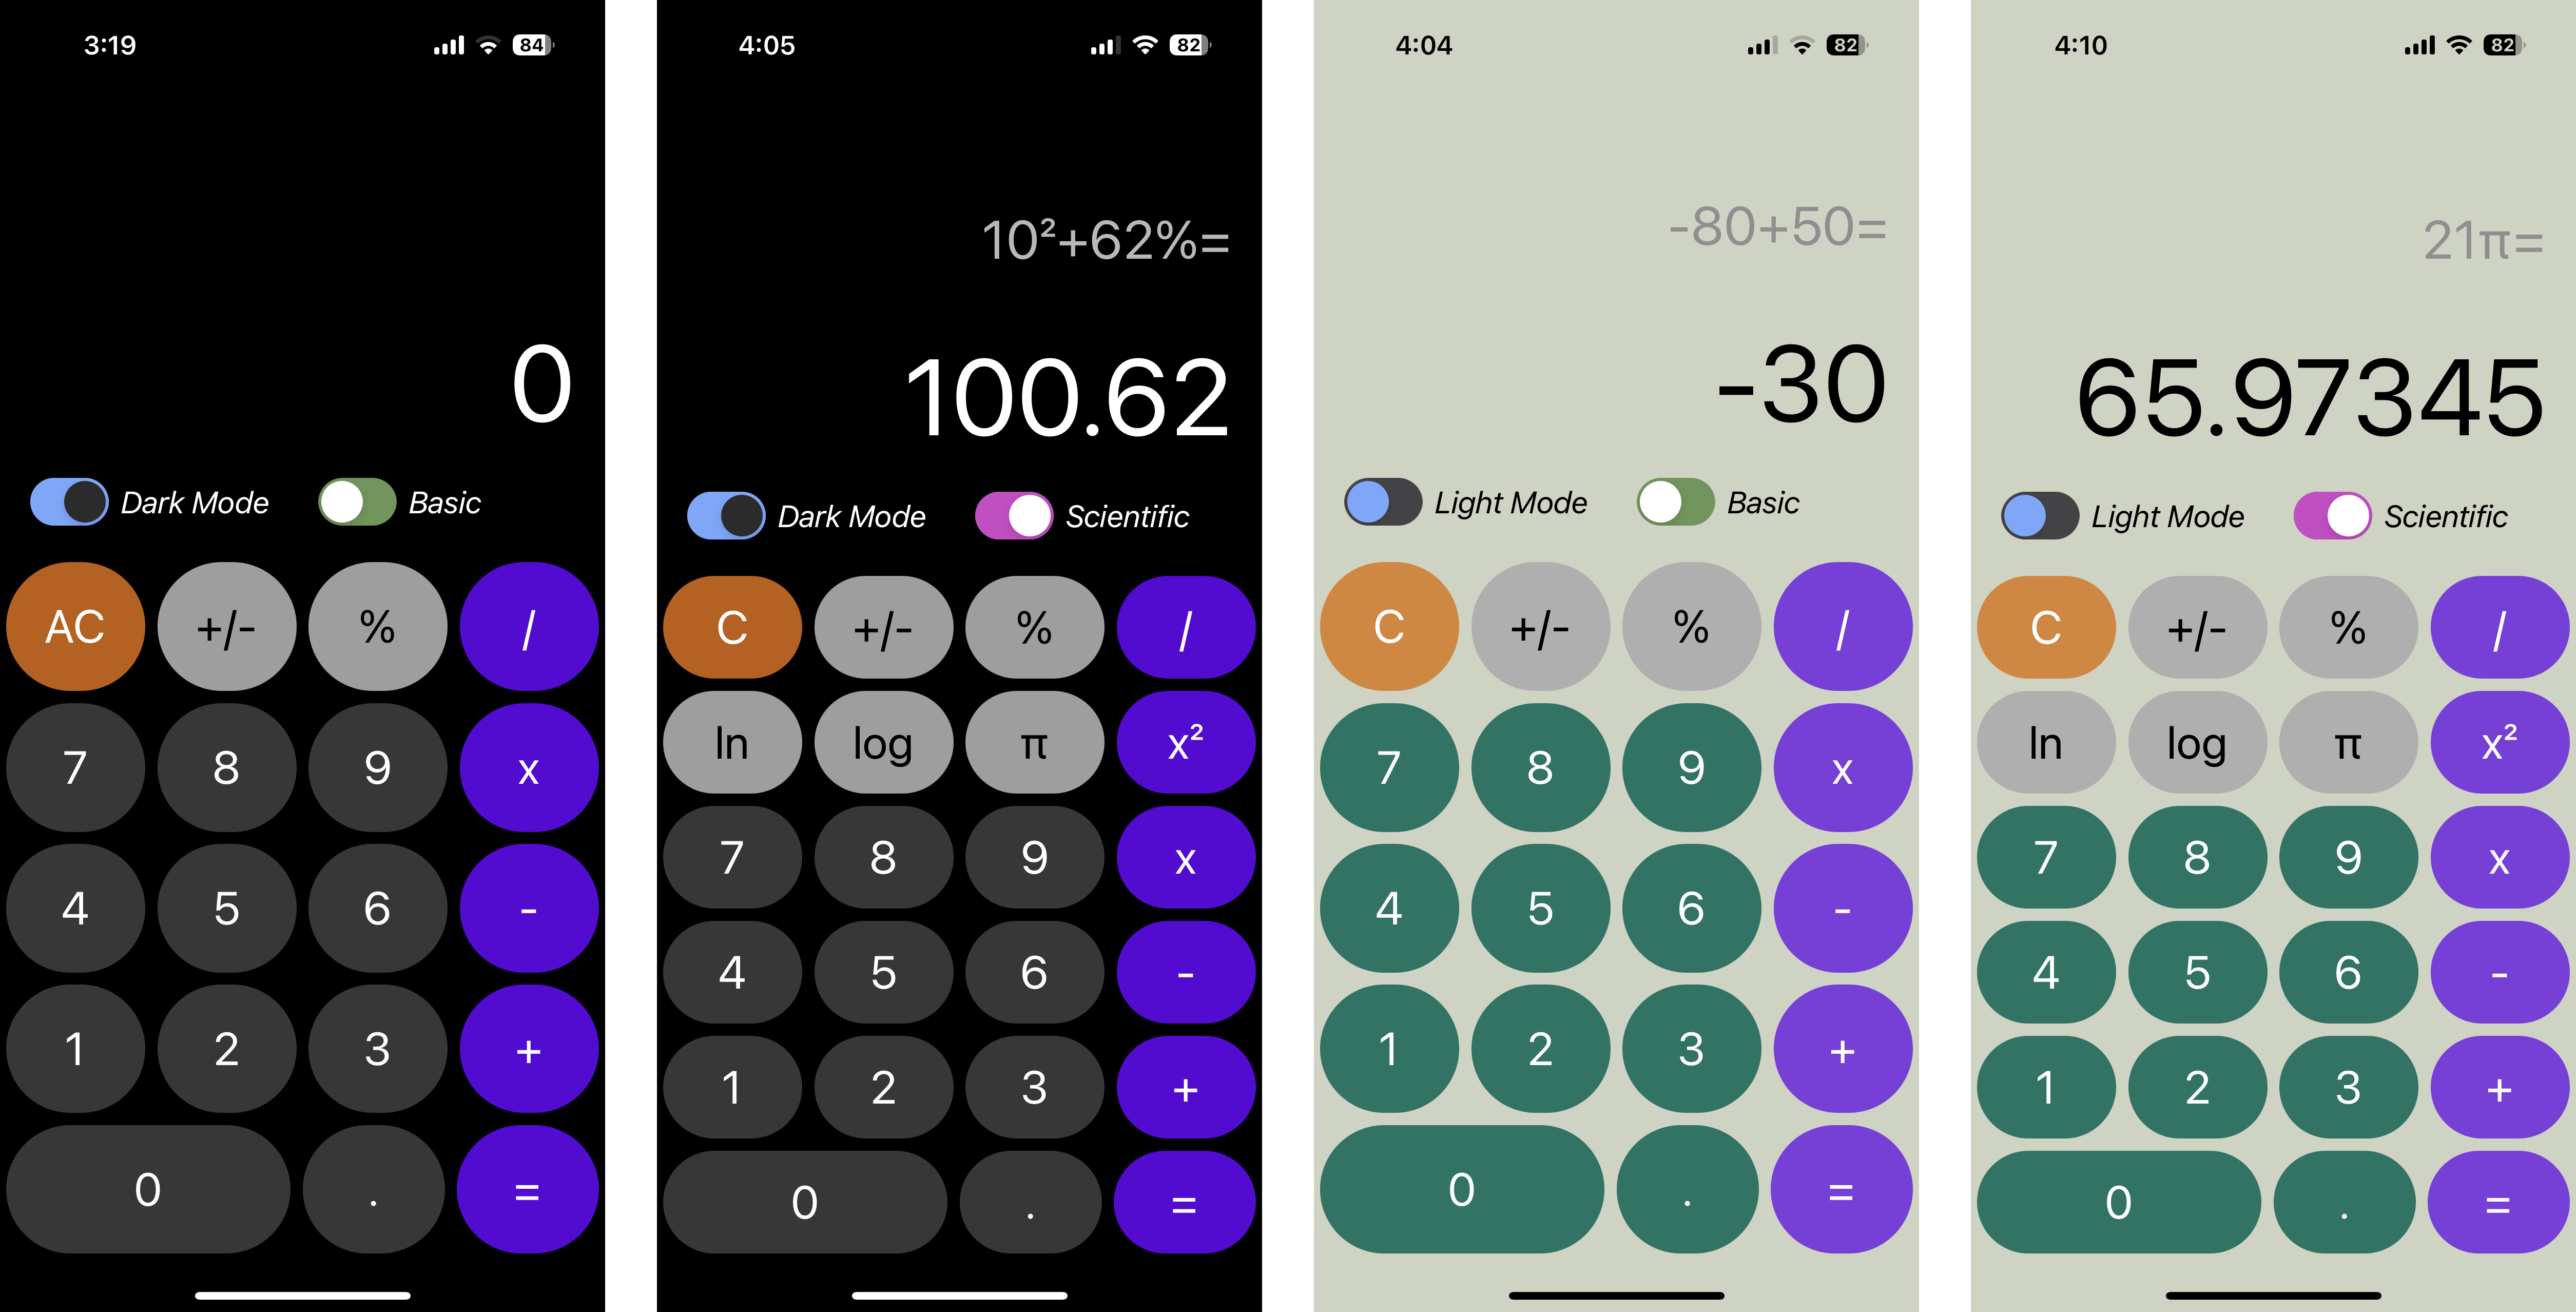 3:19 84
0
Dark Mode Basic
AC +/- % /
7 8 9 x
4 5 6 -
1 2 3 +
0 . =
4:05 82
10²+62%=
100.62
Dark Mode Scientific
C +/- % /
ln log π x²
7 8 9 x
4 5 6 -
1 2 3 +
0 . =
4:04 82
-80+50=
-30
Light Mode Basic
C +/- % /
7 8 9 x
4 5 6 -
1 2 3 +
0 . =
4:10 82
21π=
65.97345
Light Mode Scientific
C +/- % /
ln log π x²
7 8 9 x
4 5 6 -
1 2 3 +
0 . =